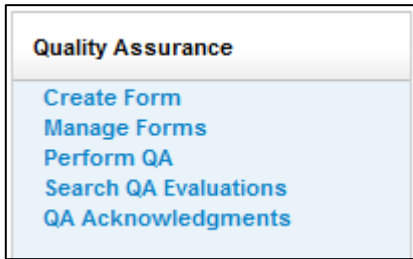 Quality Assurance
Create Form
Manage Forms
Perform QA
Search QA Evaluations
QA Acknowledgments